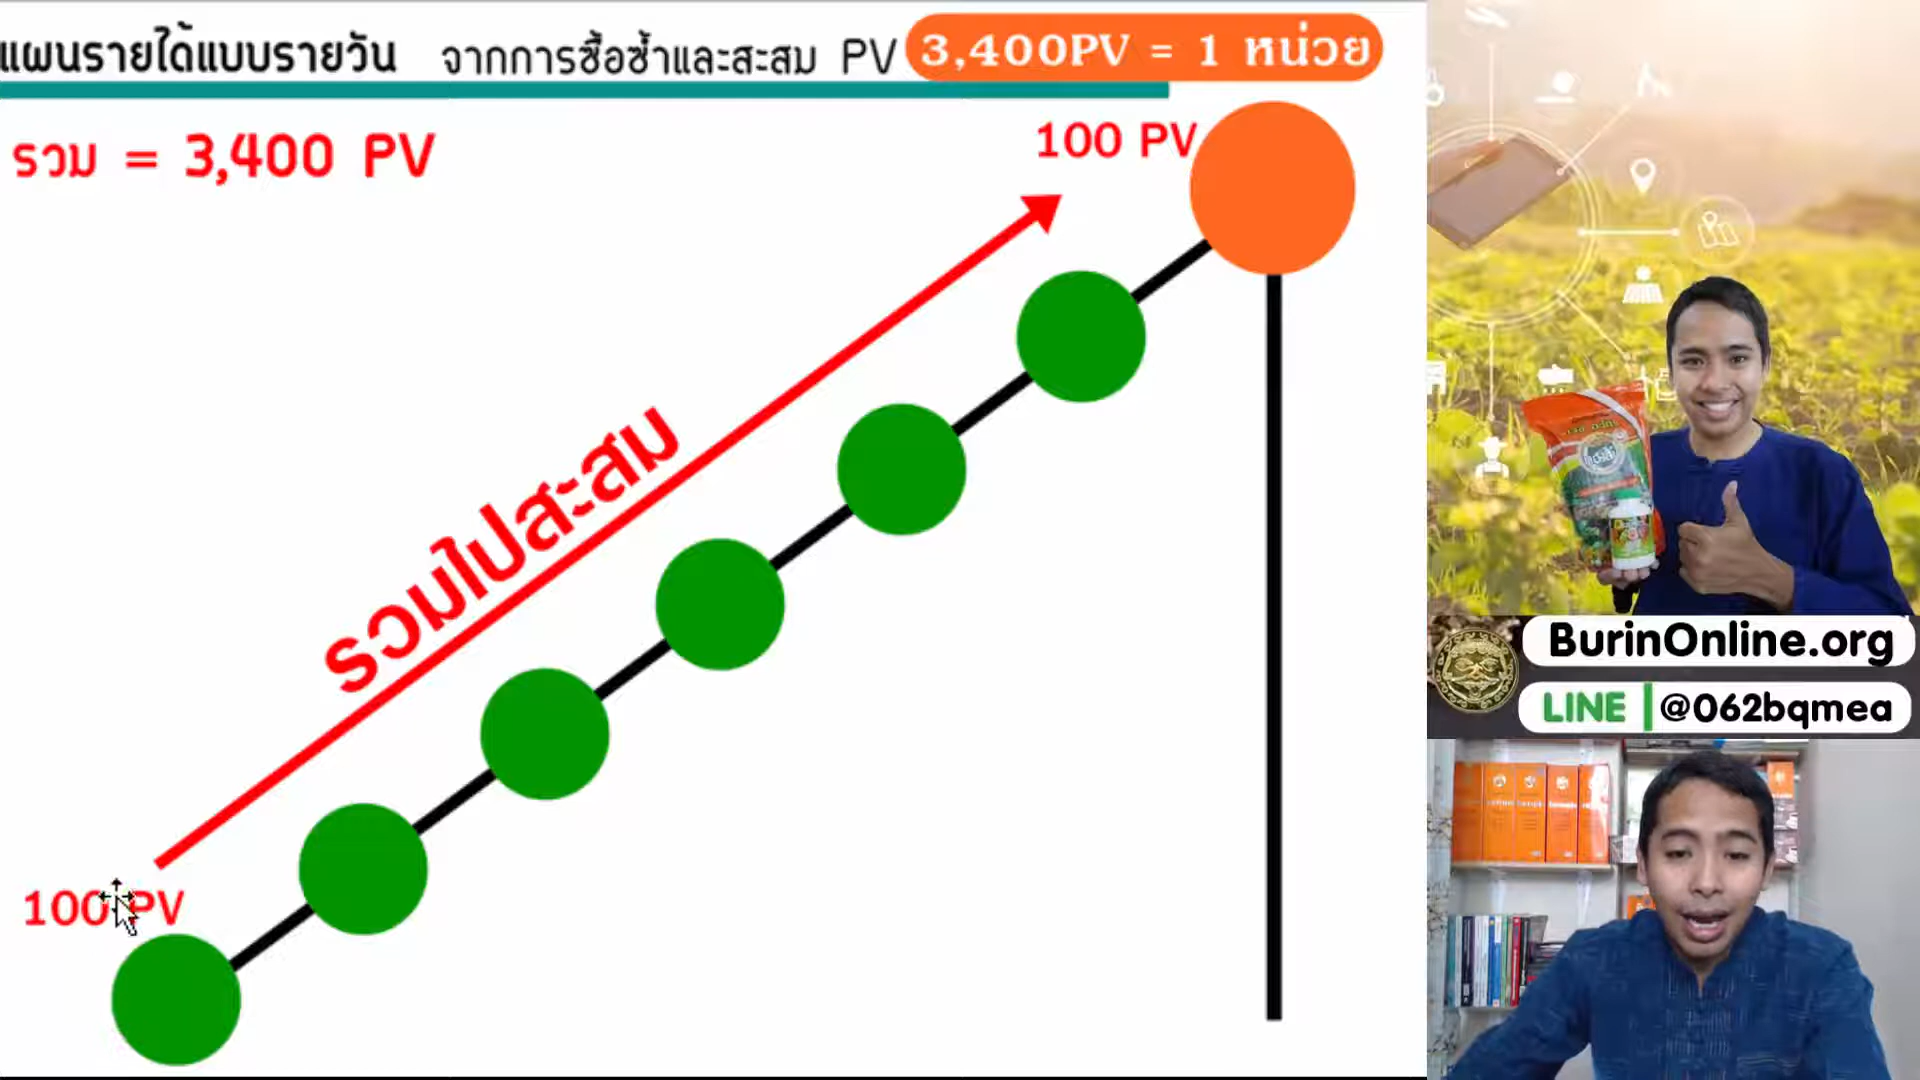 แผนรายได้แบบรายวัน จากการซื้อซ้ำและสะสม PV 3,400PV = 1 หน่วย
รวม = 3,400 PV
100 PV
รวมไปสะสม
100 PV
BurinOnline.org
LINE @062bqmea